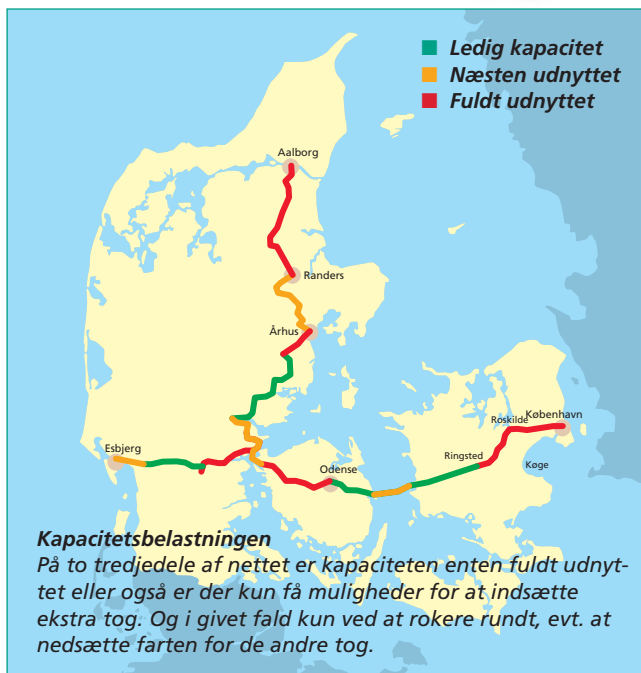 Ledig kapacitet
Næsten udnyttet
Fuldt udnyttet
Aalborg
Randers
Århus
Roskilde
København
Esbjerg
Ringsted
Køge
Odense
Kapacitetsbelastningen
På to tredjedele af nettet er kapaciteten enten fuldt udnyt-
tet eller også er der kun få muligheder for at indsætte
ekstra tog. Og i givet fald kun ved at rokere rundt, evt. at
nedsætte farten for de andre tog.